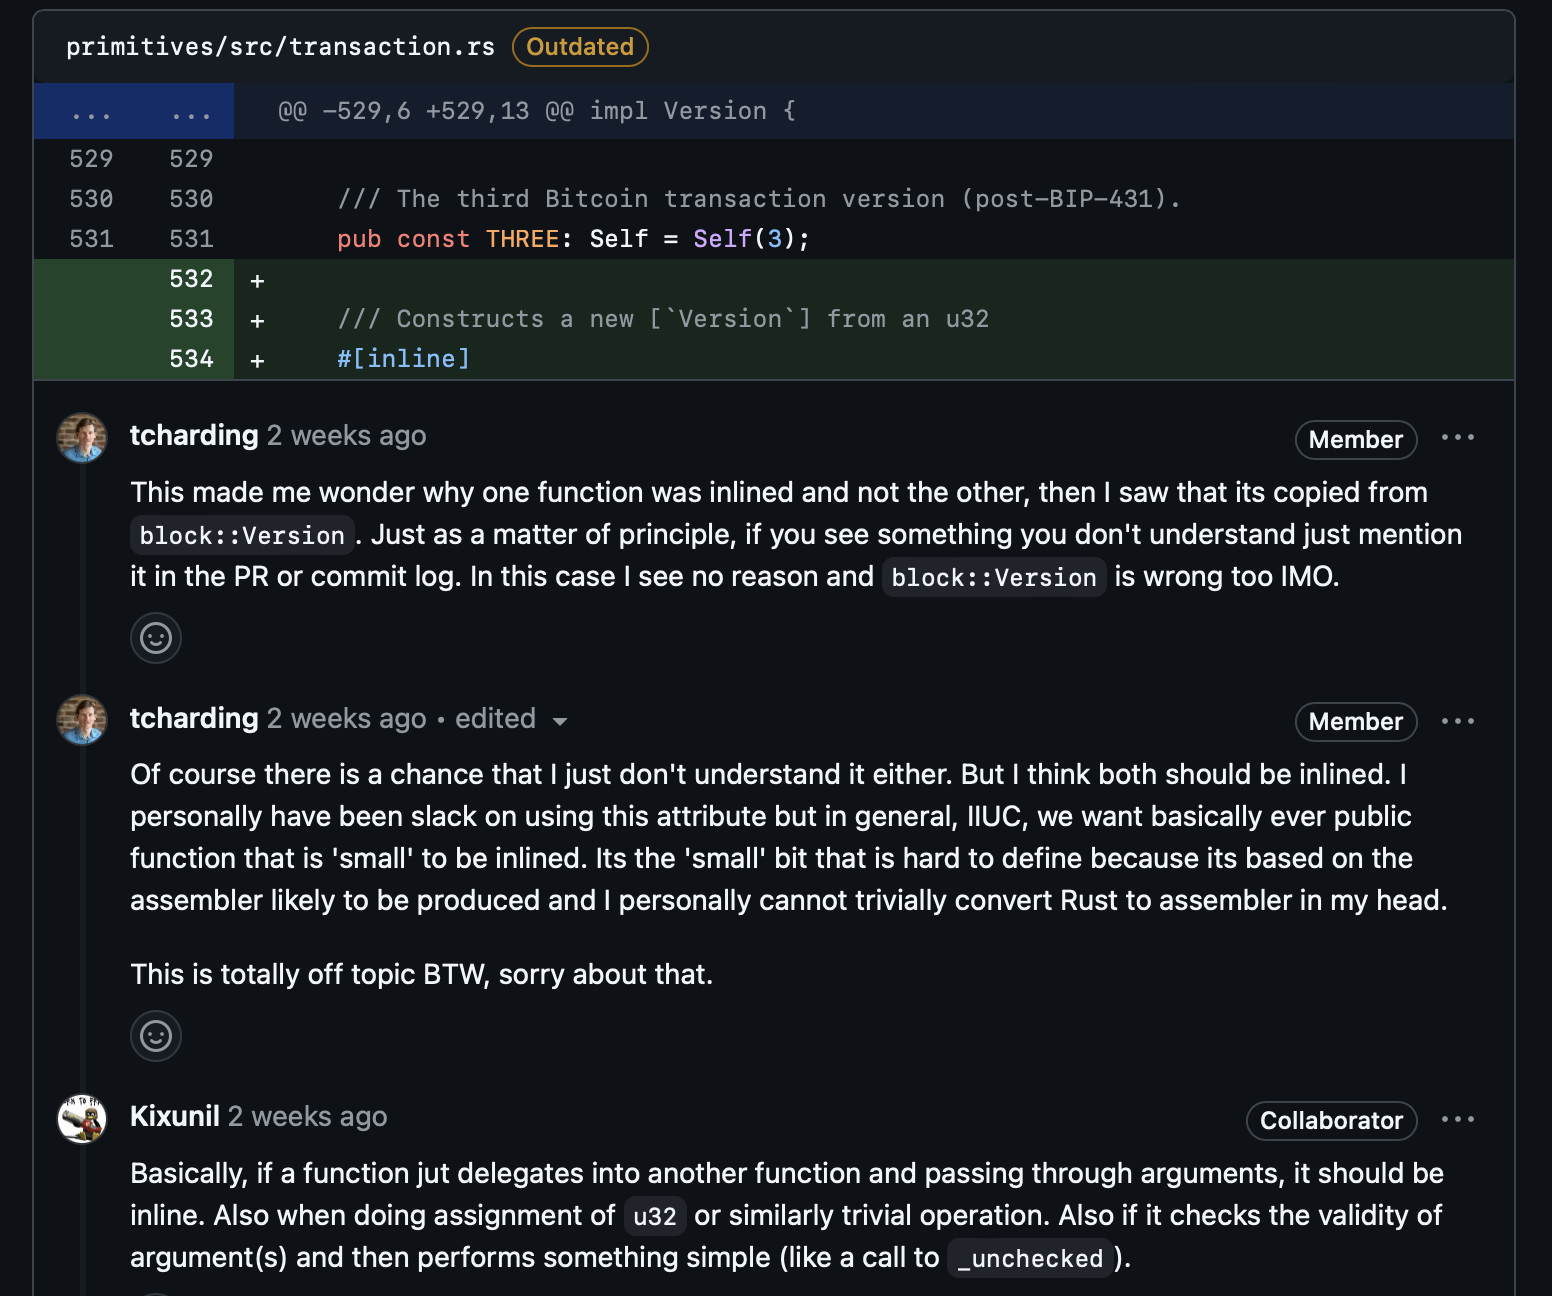 primitives/src/transaction.rs Outdated
... ... @@ -529,6 +529,13 @@ impl Version {
529 529
530 530 /// The third Bitcoin transaction version (post-BIP-431).
531 531 pub const THREE: Self = Self(3);
532 +
533 + /// Constructs a new [`Version`] from an u32
534 + #[inline]
tcharding 2 weeks ago Member ...
This made me wonder why one function was inlined and not the other, then I saw that its copied from
block::Version. Just as a matter of principle, if you see something you don't understand just mention
it in the PR or commit log. In this case I see no reason and block::Version is wrong too IMO.
tcharding 2 weeks ago • edited Member ...
Of course there is a chance that I just don't understand it either. But I think both should be inlined. I
personally have been slack on using this attribute but in general, IIUC, we want basically ever public
function that is 'small' to be inlined. Its the 'small' bit that is hard to define because its based on the
assembler likely to be produced and I personally cannot trivially convert Rust to assembler in my head.
This is totally off topic BTW, sorry about that.
Kixunil 2 weeks ago Collaborator ...
Basically, if a function jut delegates into another function and passing through arguments, it should be
inline. Also when doing assignment of u32 or similarly trivial operation. Also if it checks the validity of
argument(s) and then performs something simple (like a call to _unchecked).